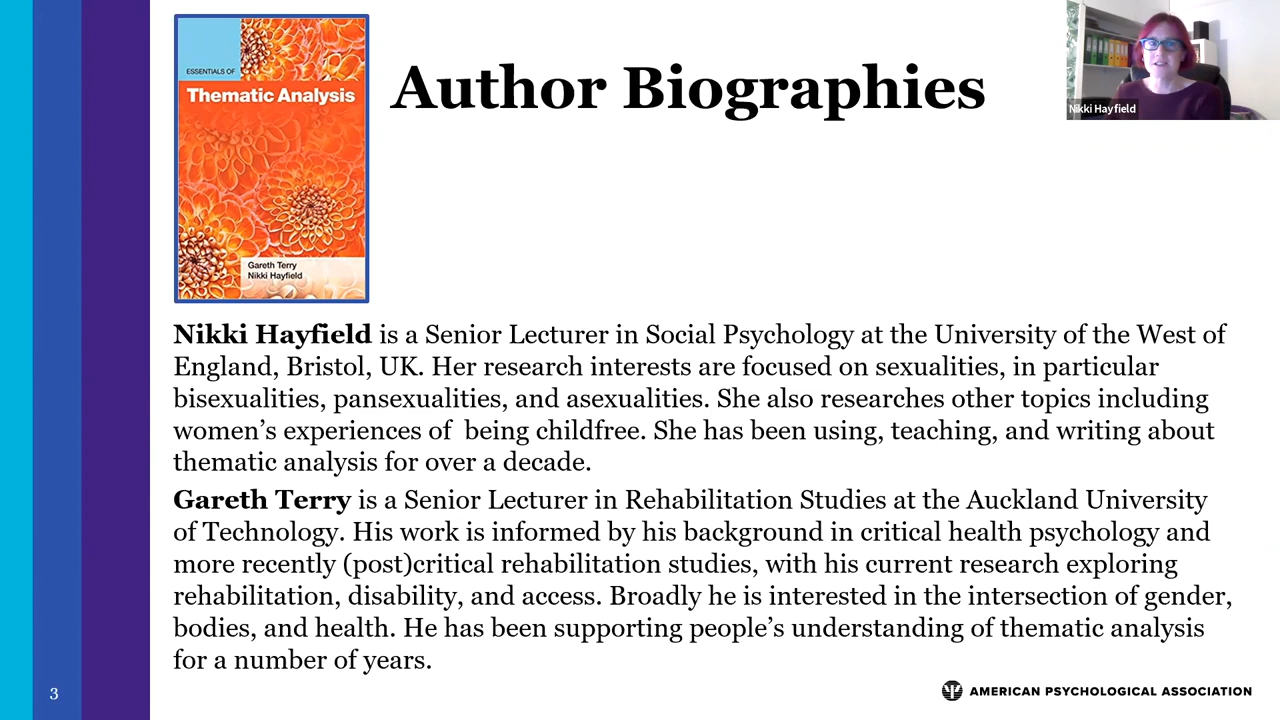 ESSENTIALS OF
Thematic Analysis
Gareth Terry
Nikki Hayfield
Author Biographies
Nikki Hayfield
Nikki Hayfield is a Senior Lecturer in Social Psychology at the University of the West of
England, Bristol, UK. Her research interests are focused on sexualities, in particular
bisexualities, pansexualities, and asexualities. She also researches other topics including
women’s experiences of  being childfree. She has been using, teaching, and writing about
thematic analysis for over a decade.
Gareth Terry is a Senior Lecturer in Rehabilitation Studies at the Auckland University
of Technology. His work is informed by his background in critical health psychology and
more recently (post)critical rehabilitation studies, with his current research exploring
rehabilitation, disability, and access. Broadly he is interested in the intersection of gender,
bodies, and health. He has been supporting people’s understanding of thematic analysis
for a number of years.
3
AMERICAN PSYCHOLOGICAL ASSOCIATION